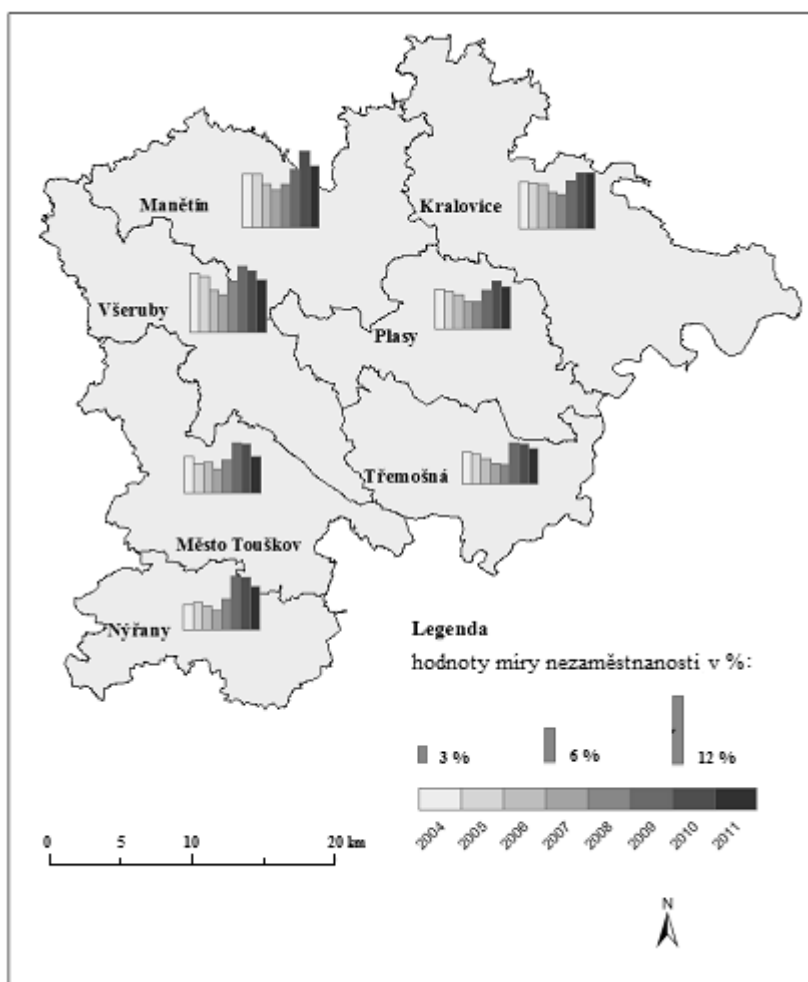 Manětín
Kralovice
Všeruby
Plasy
Třemošná
Město Touškov
Nýřany
Legenda
hodnoty míry nezaměstnanosti v %:
3 %
6 %
12 %
2004 2005 2006 2007 2008 2009 2010 2011
0 5 10 20 km
N